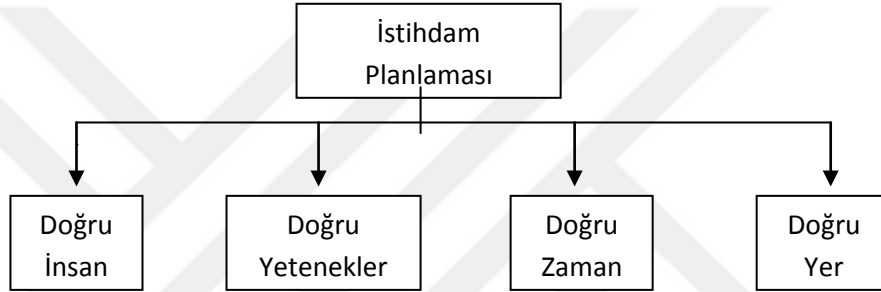 İstihdam
Planlaması
Doğru
İnsan
Doğru
Yetenekler
Doğru
Zaman
Doğru
Yer